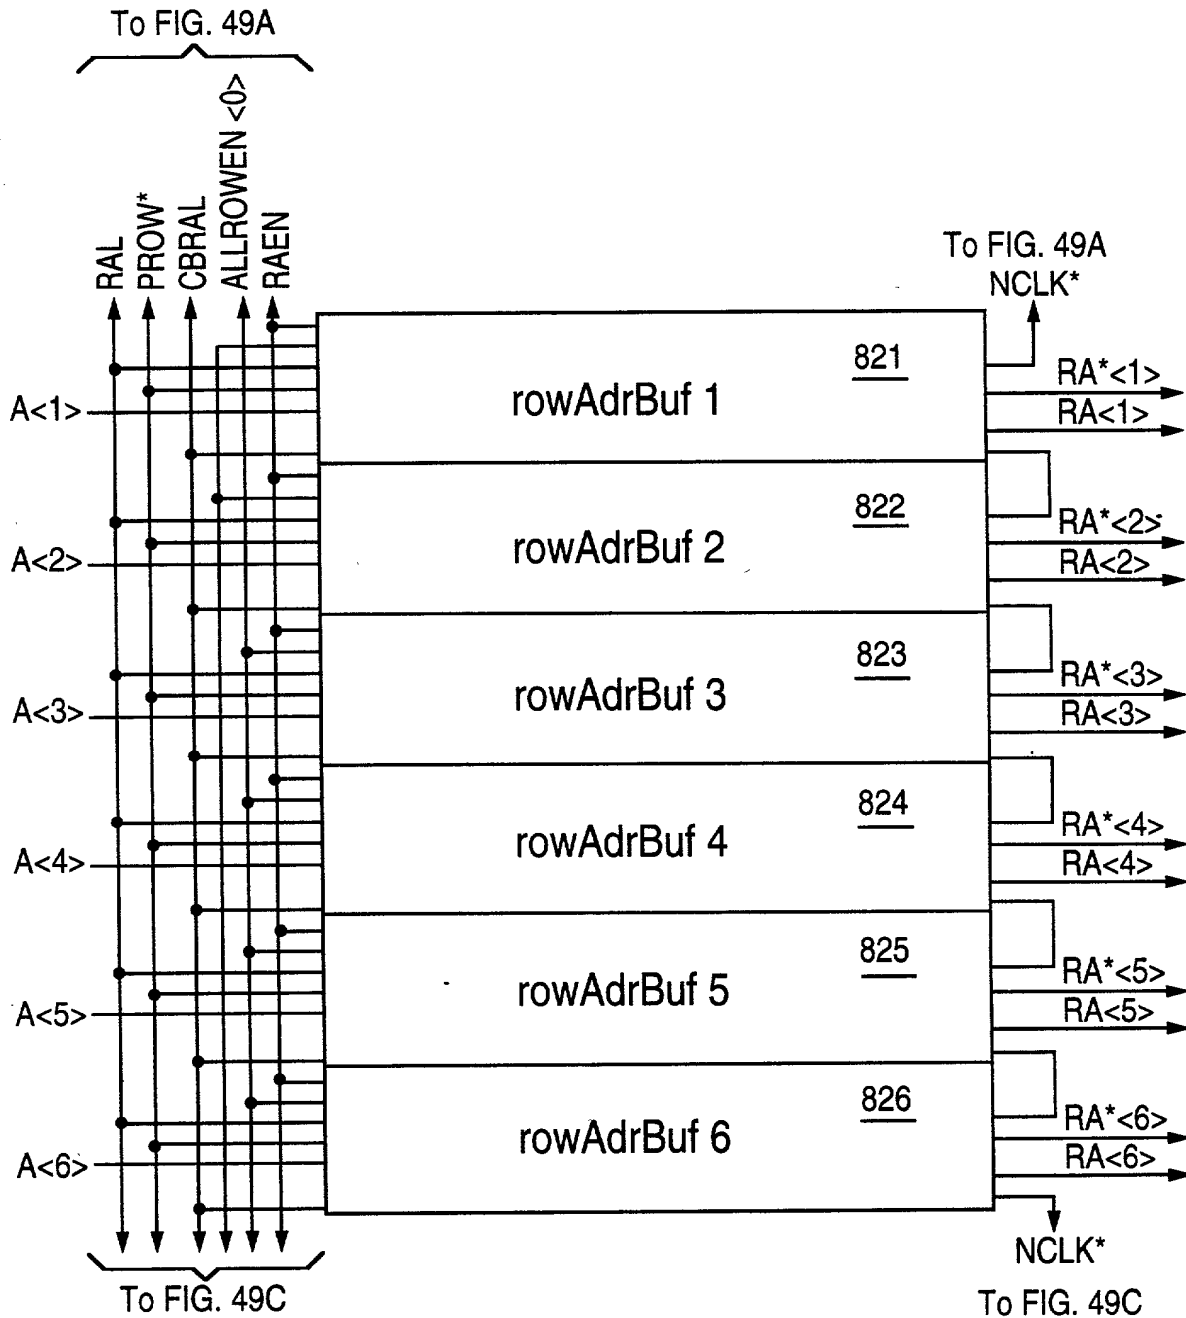 To FIG. 49A
RAL
PROW*
CBRAL
ALLROWEN <0>
RAEN
To FIG. 49A
NCLK*
A<1>
rowAdrBuf 1
821
RA*<1>
RA<1>
A<2>
rowAdrBuf 2
822
RA*<2>
RA<2>
A<3>
rowAdrBuf 3
823
RA*<3>
RA<3>
A<4>
rowAdrBuf 4
824
RA*<4>
RA<4>
A<5>
rowAdrBuf 5
825
RA*<5>
RA<5>
A<6>
rowAdrBuf 6
826
RA*<6>
RA<6>
NCLK*
To FIG. 49C
To FIG. 49C